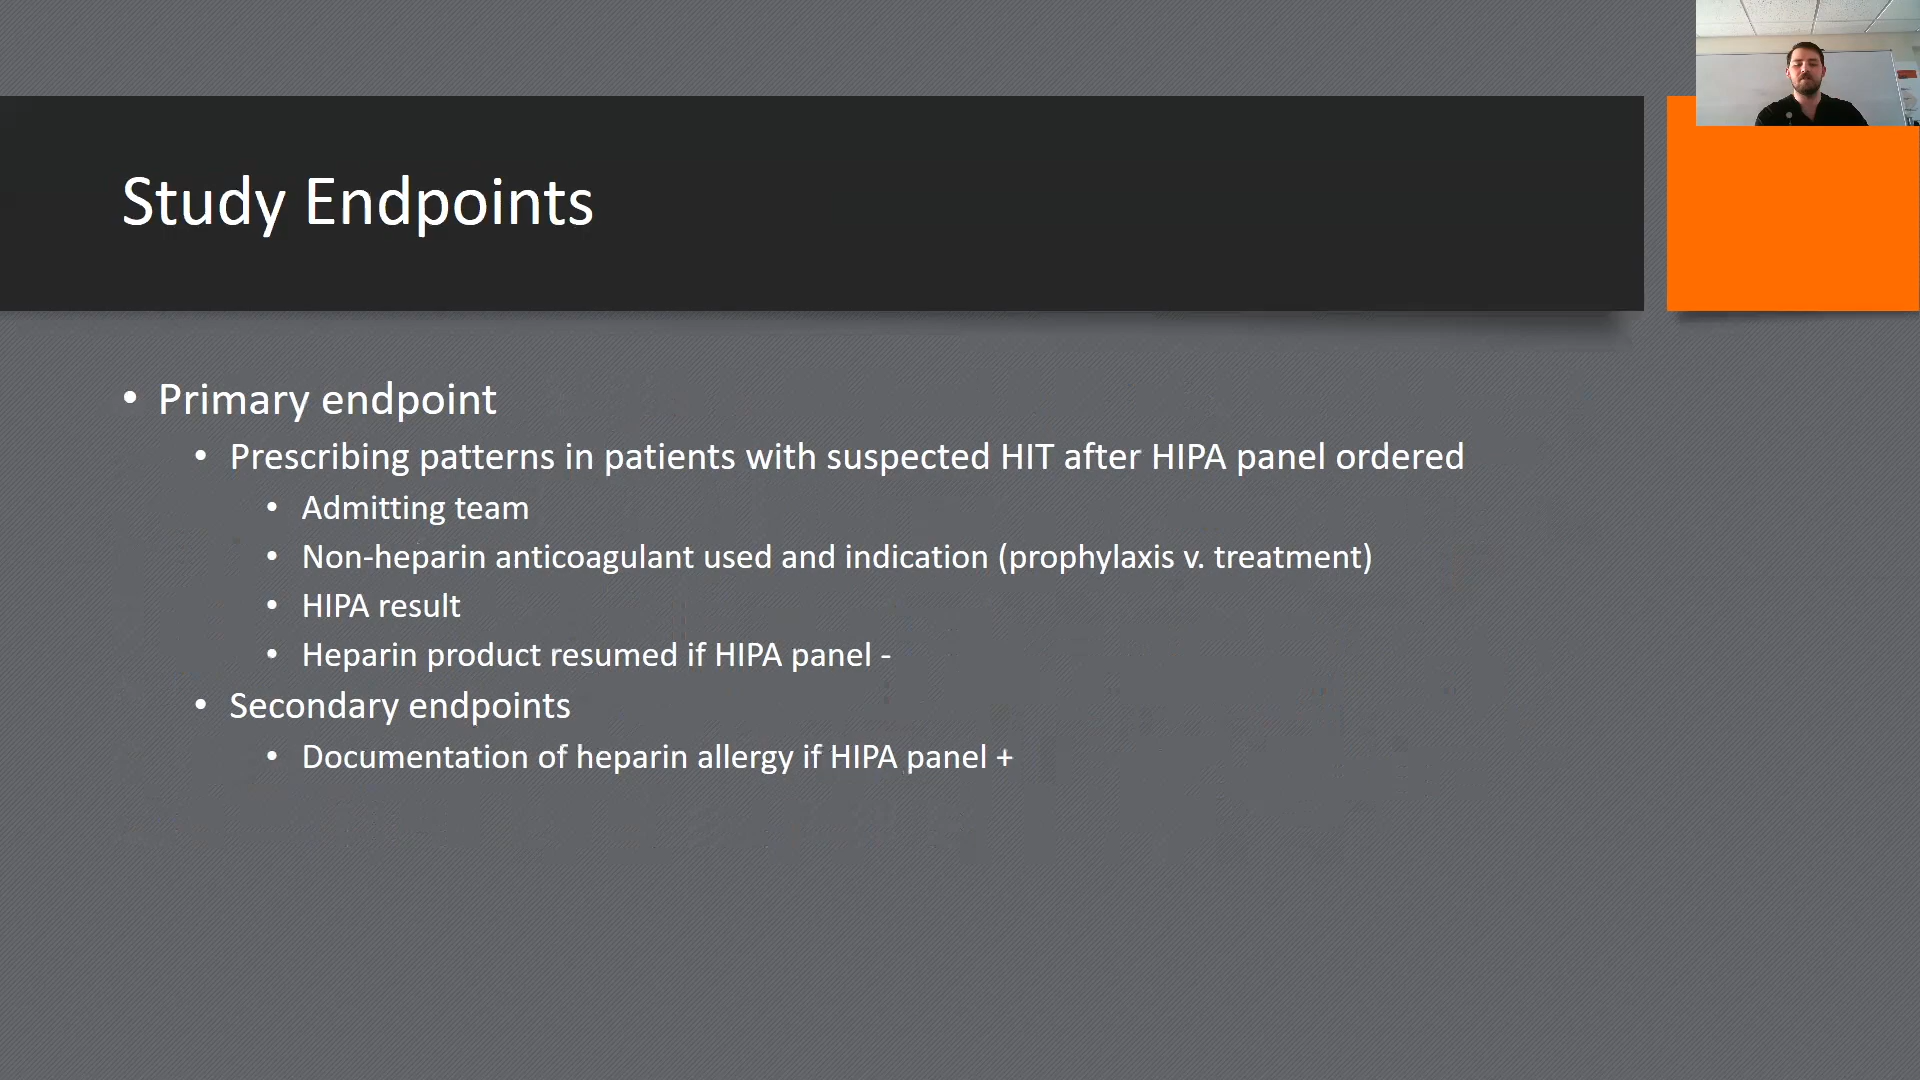 Study Endpoints
• Primary endpoint
• Prescribing patterns in patients with suspected HIT after HIPA panel ordered
• Admitting team
• Non-heparin anticoagulant used and indication (prophylaxis v. treatment)
• HIPA result
• Heparin product resumed if HIPA panel -
• Secondary endpoints
• Documentation of heparin allergy if HIPA panel +